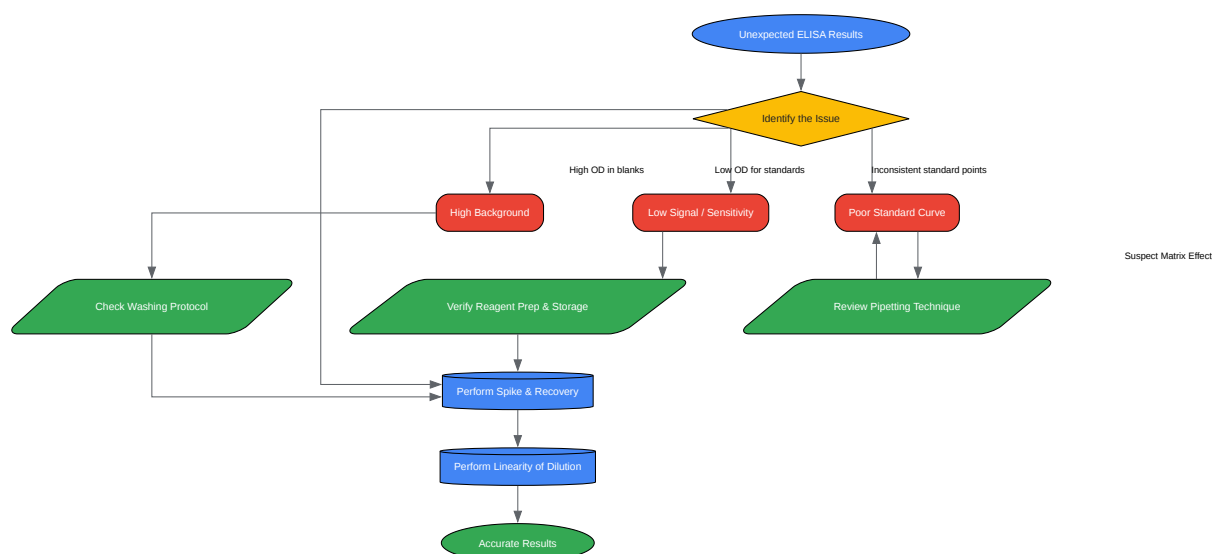 Unexpected ELISA Results
Identify the Issue
High OD in blanks
Low OD for standards
Inconsistent standard points
High Background
Low Signal / Sensitivity
Poor Standard Curve
Suspect Matrix Effect
Check Washing Protocol
Verify Reagent Prep & Storage
Review Pipetting Technique
Perform Spike & Recovery
Perform Linearity of Dilution
Accurate Results